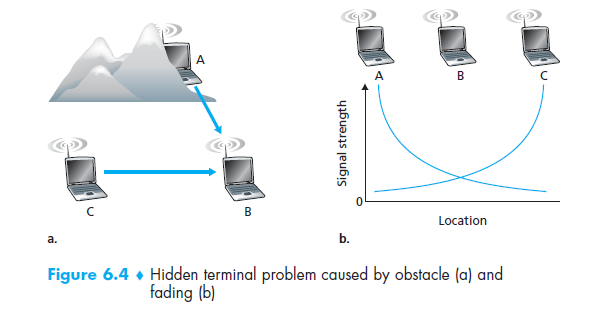 A
C
B
a.
A
B
C
Signal strength
0
Location
b.
Figure 6.4 ♦ Hidden terminal problem caused by obstacle (a) and
fading (b)